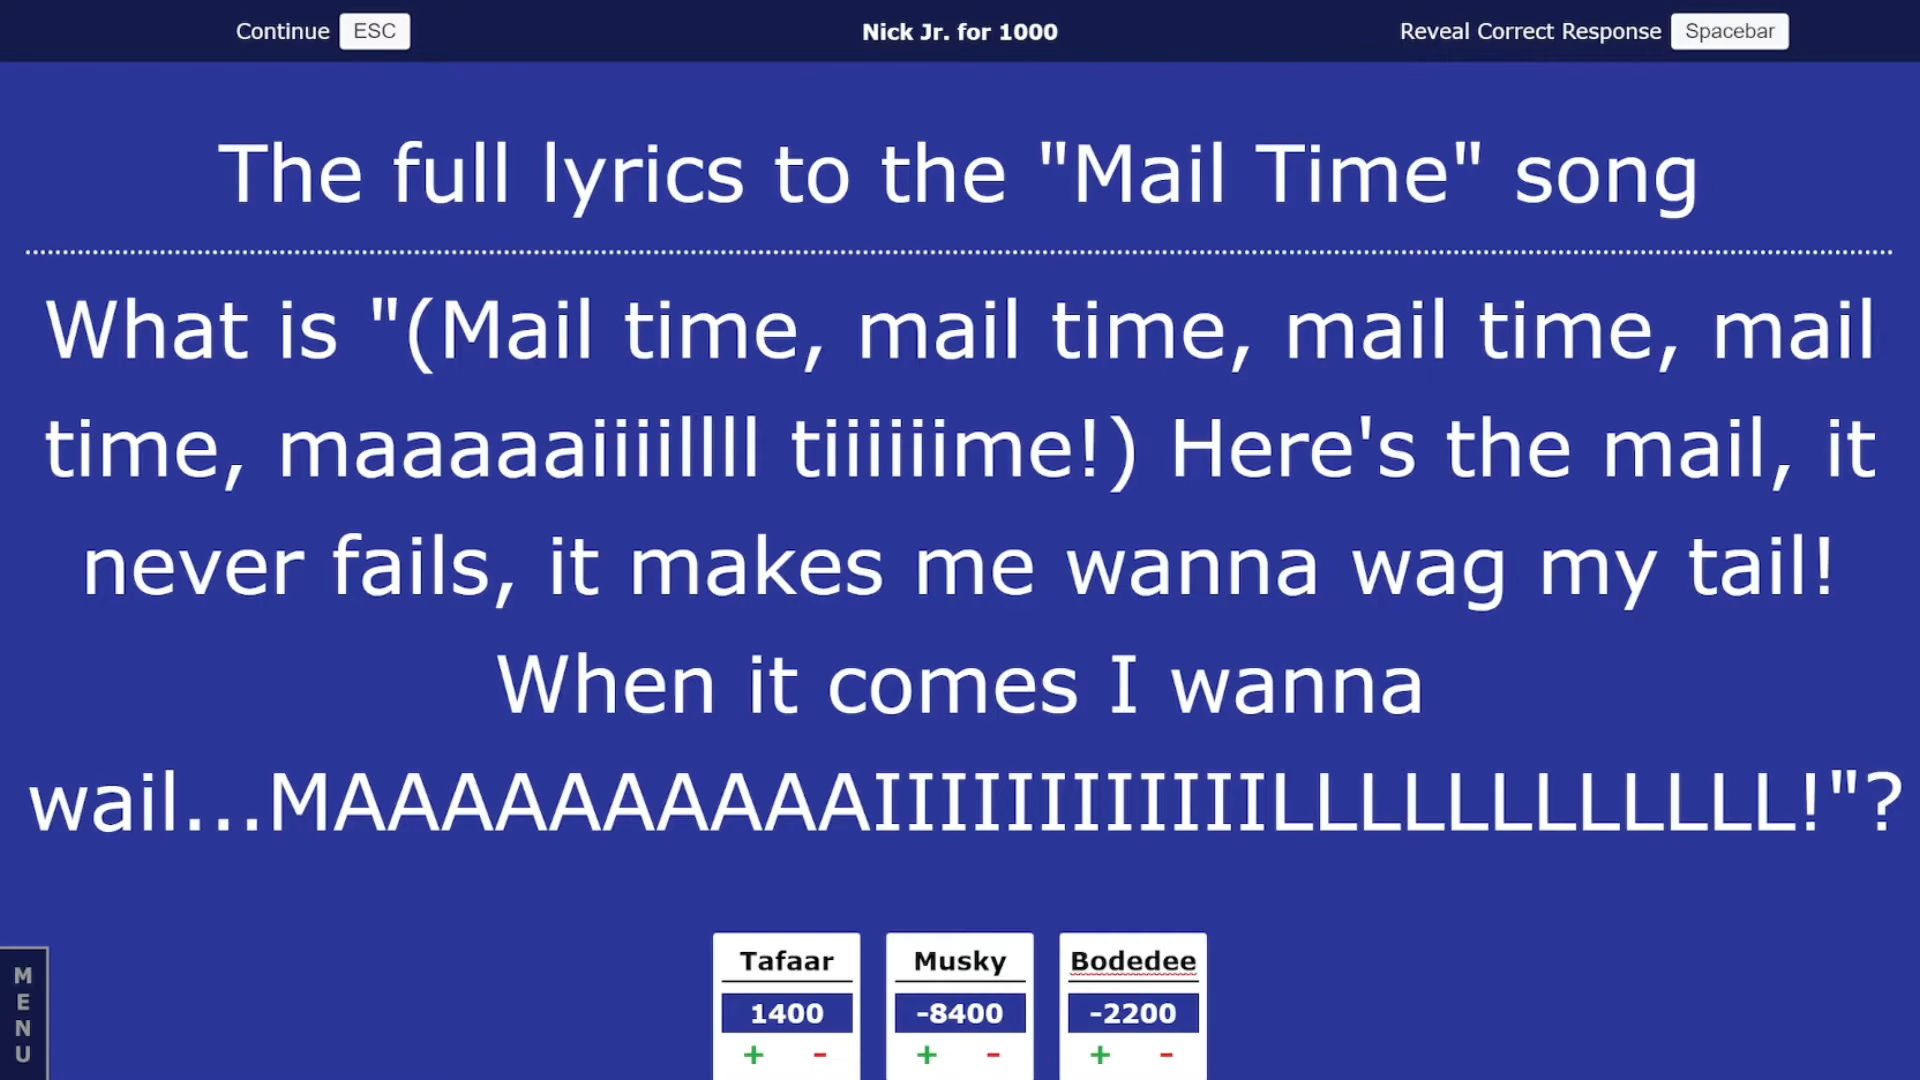 Continue ESC
Nick Jr. for 1000
Reveal Correct Response Spacebar
The full lyrics to the "Mail Time" song
What is "(Mail time, mail time, mail time, mail
time, maaaaaiiiillll tiiiiiime!) Here's the mail, it
never fails, it makes me wanna wag my tail!
When it comes I wanna
wail...MAAAAAAAAAAIIIIIIIIIIIILLLLLLLLLLLL!"?
MENU
Tafaar
1400
+ -
Musky
-8400
+ -
Bodedee
-2200
+ -